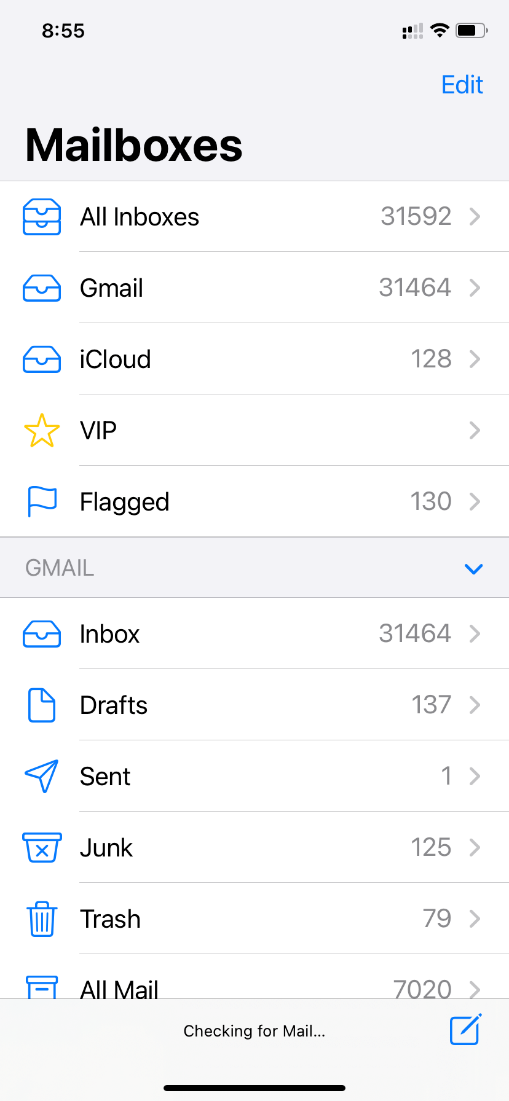 8:55
Edit
Mailboxes
All Inboxes 31592
Gmail 31464
iCloud 128
VIP
Flagged 130
GMAIL
Inbox 31464
Drafts 137
Sent 1
Junk 125
Trash 79
All Mail 7020
Checking for Mail...